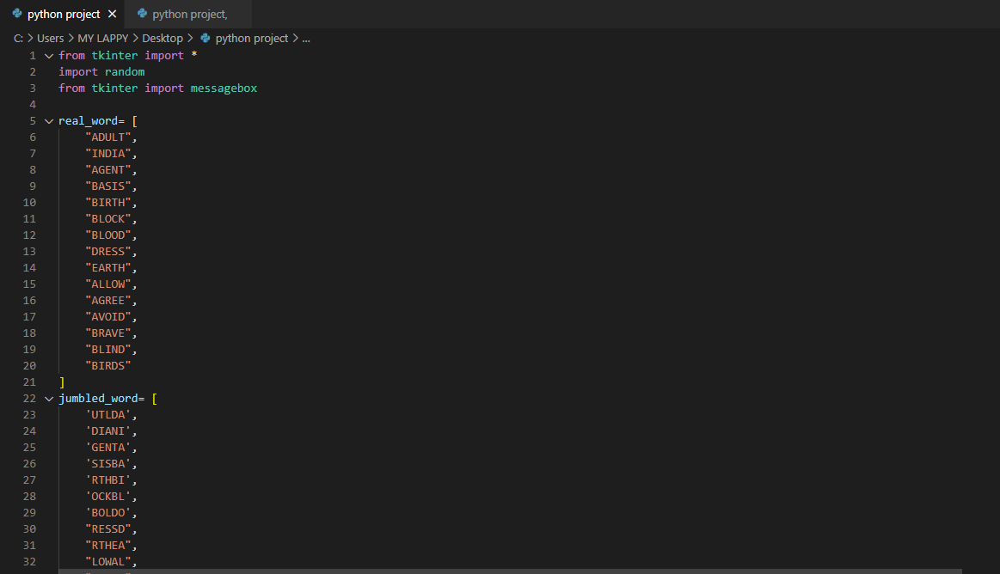 python project
python project,
C: > Users > MY LAPPY > Desktop > python project > ...
1 from tkinter import *
2 import random
3 from tkinter import messagebox
4
5 real_word= [
6 "ADULT",
7 "INDIA",
8 "AGENT",
9 "BASIS",
10 "BIRTH",
11 "BLOCK",
12 "BLOOD",
13 "DRESS",
14 "EARTH",
15 "ALLOW",
16 "AGREE",
17 "AVOID",
18 "BRAVE",
19 "BLIND",
20 "BIRDS"
21 ]
22 jumbled_word= [
23 'UTLDA',
24 'DIANI',
25 'GENTA',
26 'SISBA',
27 'RTHBI',
28 'OCKBL',
29 'BOLDO',
30 "RESSD",
31 "RTHEA",
32 "LOWAL",